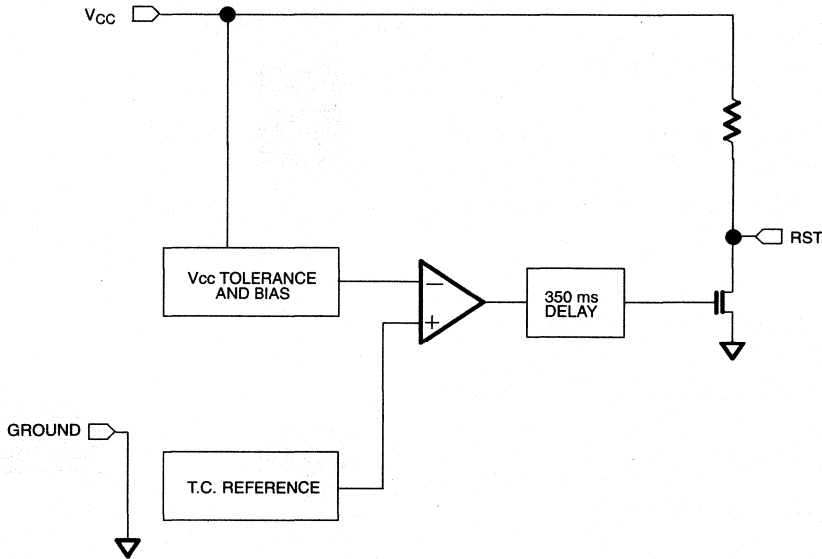 VCC
RST
Vcc TOLERANCE
AND BIAS
−
+
350 ms
DELAY
GROUND
T.C. REFERENCE